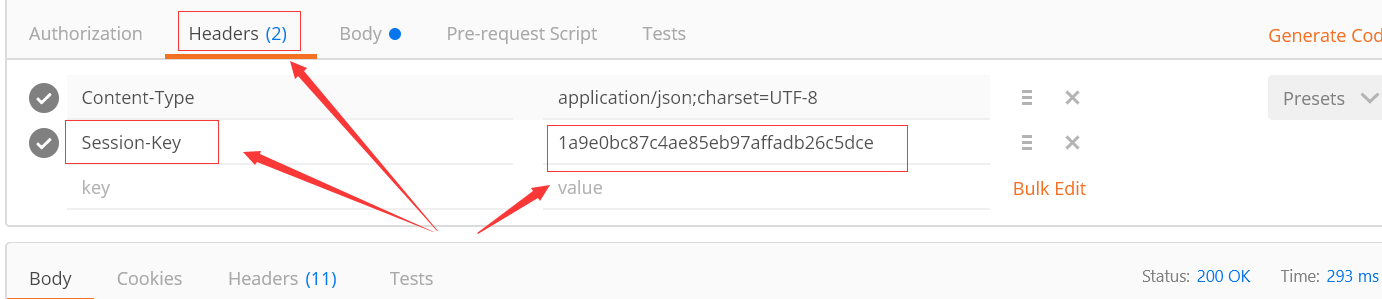 Authorization Headers (2) Body Pre-request Script Tests Generate Cod
Content-Type application/json;charset=UTF-8 Presets
Session-Key 1a9e0bc87c4ae85eb97affadb26c5dce
key value Bulk Edit
Body Cookies Headers (11) Tests Status: 200 OK Time: 293 ms